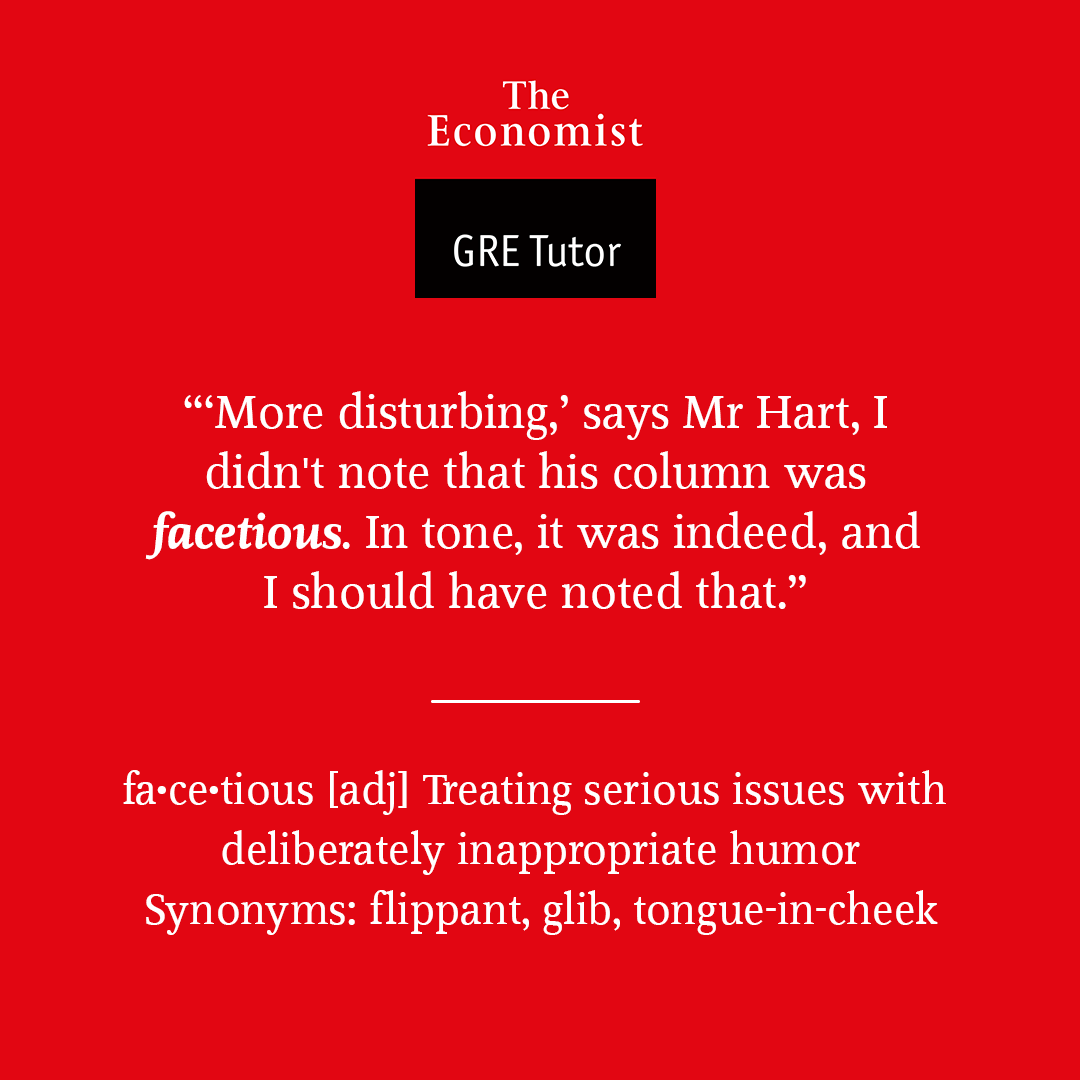 The
Economist
GRE Tutor
“‘More disturbing,’ says Mr Hart, I
didn't note that his column was
facetious. In tone, it was indeed, and
I should have noted that.”
fa•ce•tious [adj] Treating serious issues with
deliberately inappropriate humor
Synonyms: flippant, glib, tongue-in-cheek